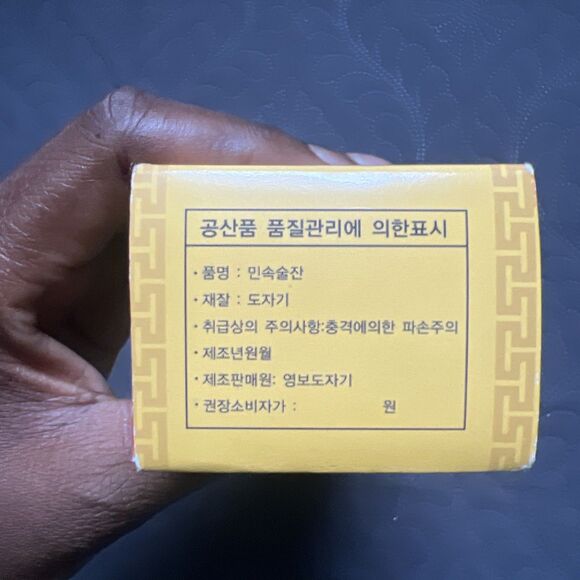 공산품 품질관리에 의한표시
· 품명 : 민속술잔
· 재잘 : 도자기
· 취급상의 주의사항:충격에의한 파손주의
· 제조년원월
· 제조판매원: 영보도자기
· 권장소비자가 : 원